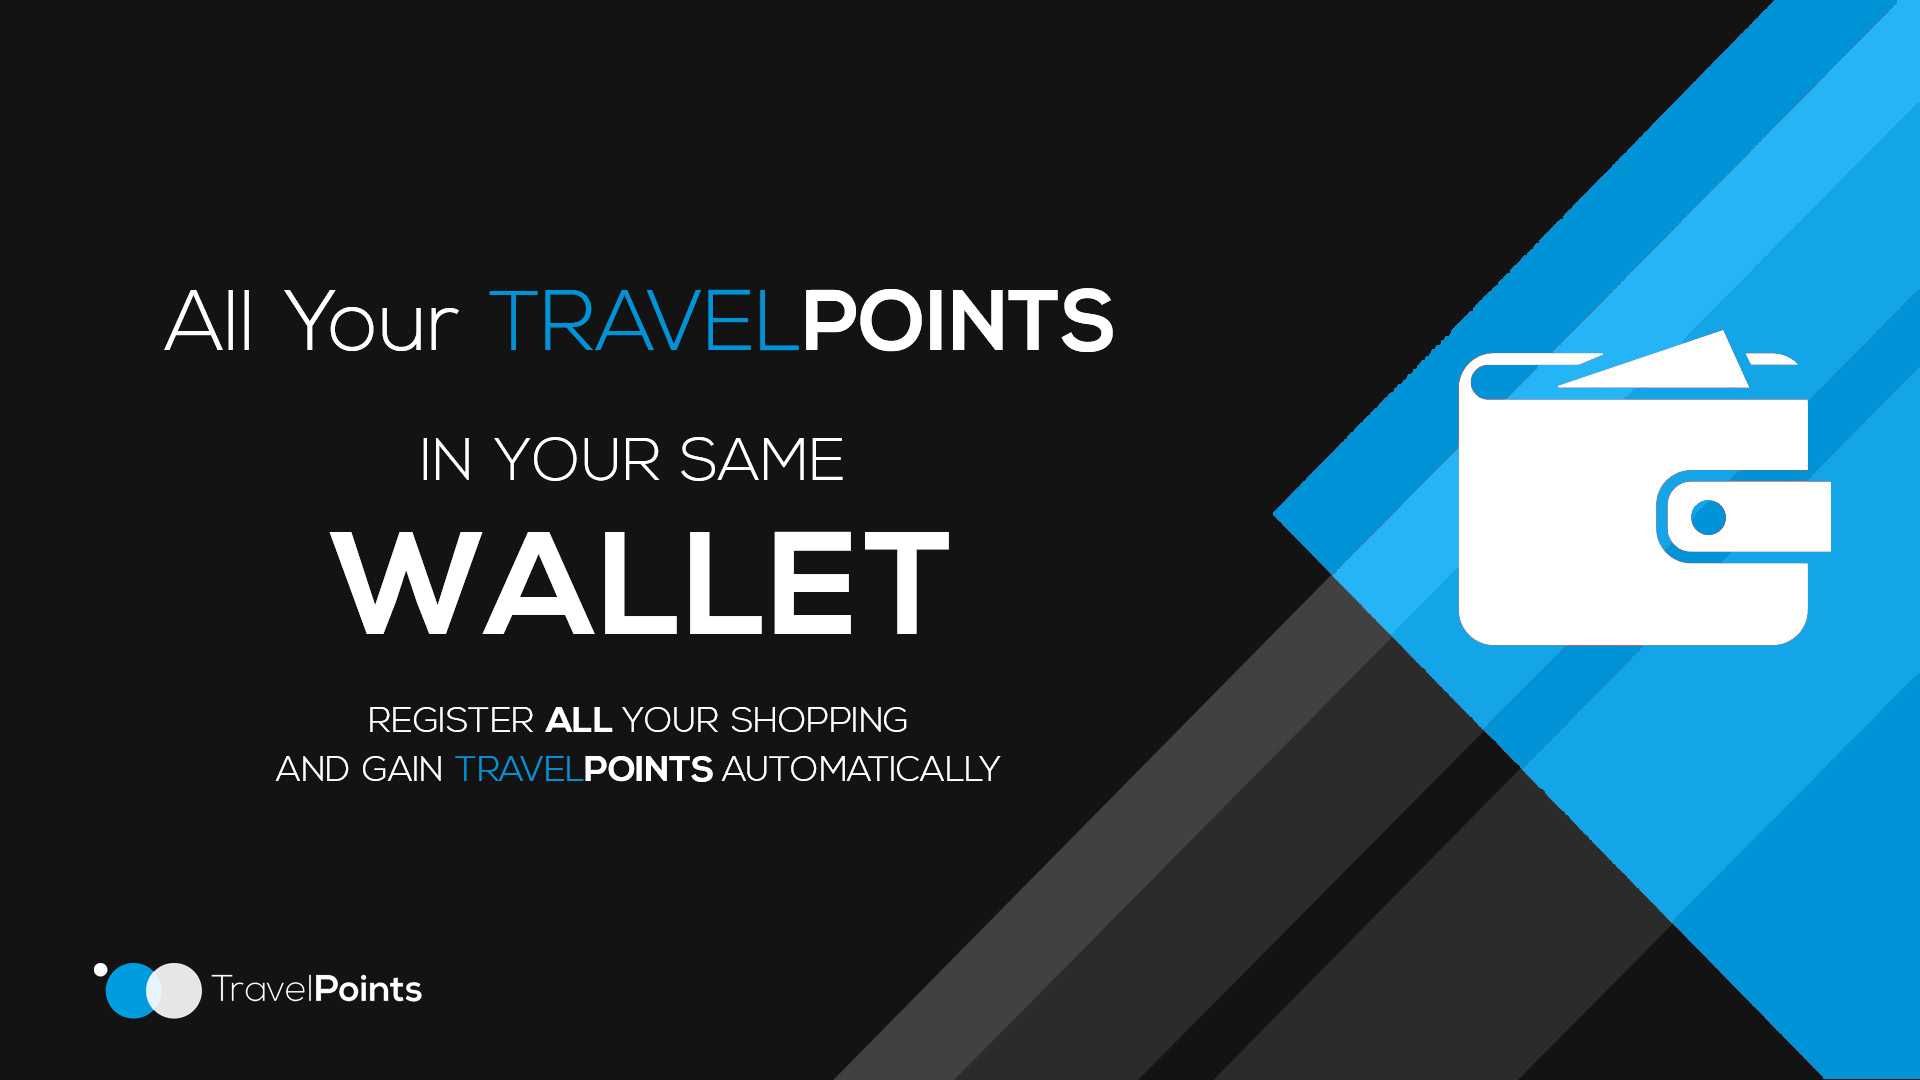 All Your TRAVELPOINTS
IN YOUR SAME
WALLET
REGISTER ALL YOUR SHOPPING
AND GAIN TRAVELPOINTS AUTOMATICALLY
TravelPoints